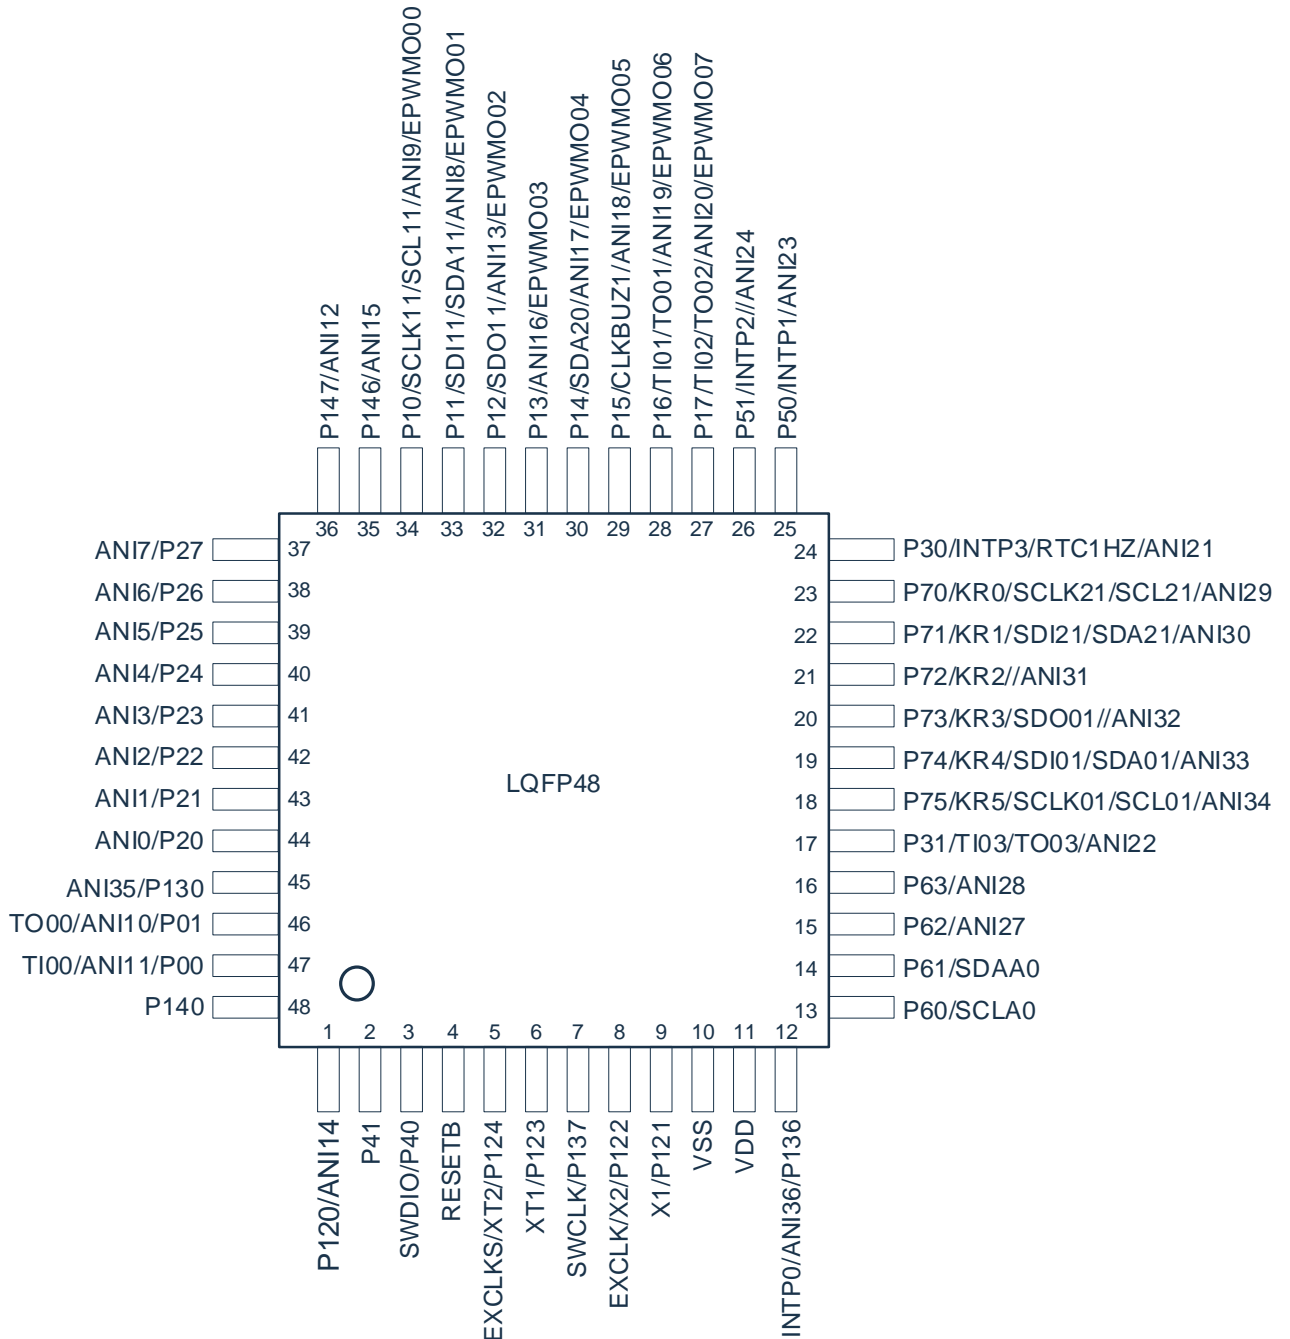 P147/ANI12
P146/ANI15
P10/SCLK11/SCL11/ANI9/EPWMO00
P11/SDI11/SDA11/ANI8/EPWMO01
P12/SDO11/ANI13/EPWMO02
P13/ANI16/EPWMO03
P14/SDA20/ANI17/EPWMO04
P15/CLKBUZ1/ANI18/EPWMO05
P16/TI01/TO01/ANI19/EPWMO06
P17/TI02/TO02/ANI20/EPWMO07
P51/INTP2//ANI24
P50/INTP1/ANI23
36 35 34 33 32 31 30 29 28 27 26 25
ANI7/P27 37
ANI6/P26 38
ANI5/P25 39
ANI4/P24 40
ANI3/P23 41
ANI2/P22 42
ANI1/P21 43
ANI0/P20 44
ANI35/P130 45
TO00/ANI10/P01 46
TI00/ANI11/P00 47
P140 48
LQFP48
24 P30/INTP3/RTC1HZ/ANI21
23 P70/KR0/SCLK21/SCL21/ANI29
22 P71/KR1/SDI21/SDA21/ANI30
21 P72/KR2//ANI31
20 P73/KR3/SDO01//ANI32
19 P74/KR4/SDI01/SDA01/ANI33
18 P75/KR5/SCLK01/SCL01/ANI34
17 P31/TI03/TO03/ANI22
16 P63/ANI28
15 P62/ANI27
14 P61/SDAA0
13 P60/SCLA0
1 2 3 4 5 6 7 8 9 10 11 12
P120/ANI14
P41
SWDIO/P40
RESETB
EXCLKS/XT2/P124
XT1/P123
SWCLK/P137
EXCLK/X2/P122
X1/P121
VSS
VDD
INTP0/ANI36/P136